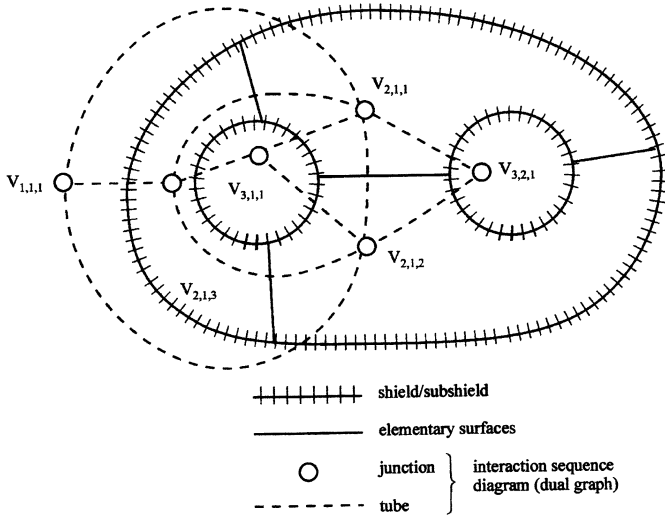 V2,1,1
V1,1,1
V3,1,1
V3,2,1
V2,1,2
V2,1,3
shield/subshield
elementary surfaces
junction
interaction sequence
diagram (dual graph)
tube